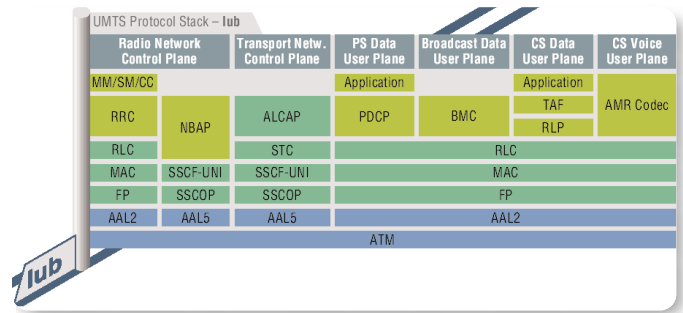 UMTS Protocol Stack – Iub
Radio Network Control Plane
Transport Netw. Control Plane
PS Data User Plane
Broadcast Data User Plane
CS Data User Plane
CS Voice User Plane
MM/SM/CC
Application
Application
AMR Codec
RRC
NBAP
ALCAP
PDCP
BMC
TAF
RLP
RLC
STC
RLC
MAC
SSCF-UNI
SSCF-UNI
MAC
FP
SSCOP
SSCOP
FP
AAL2
AAL5
AAL5
AAL2
ATM
Iub